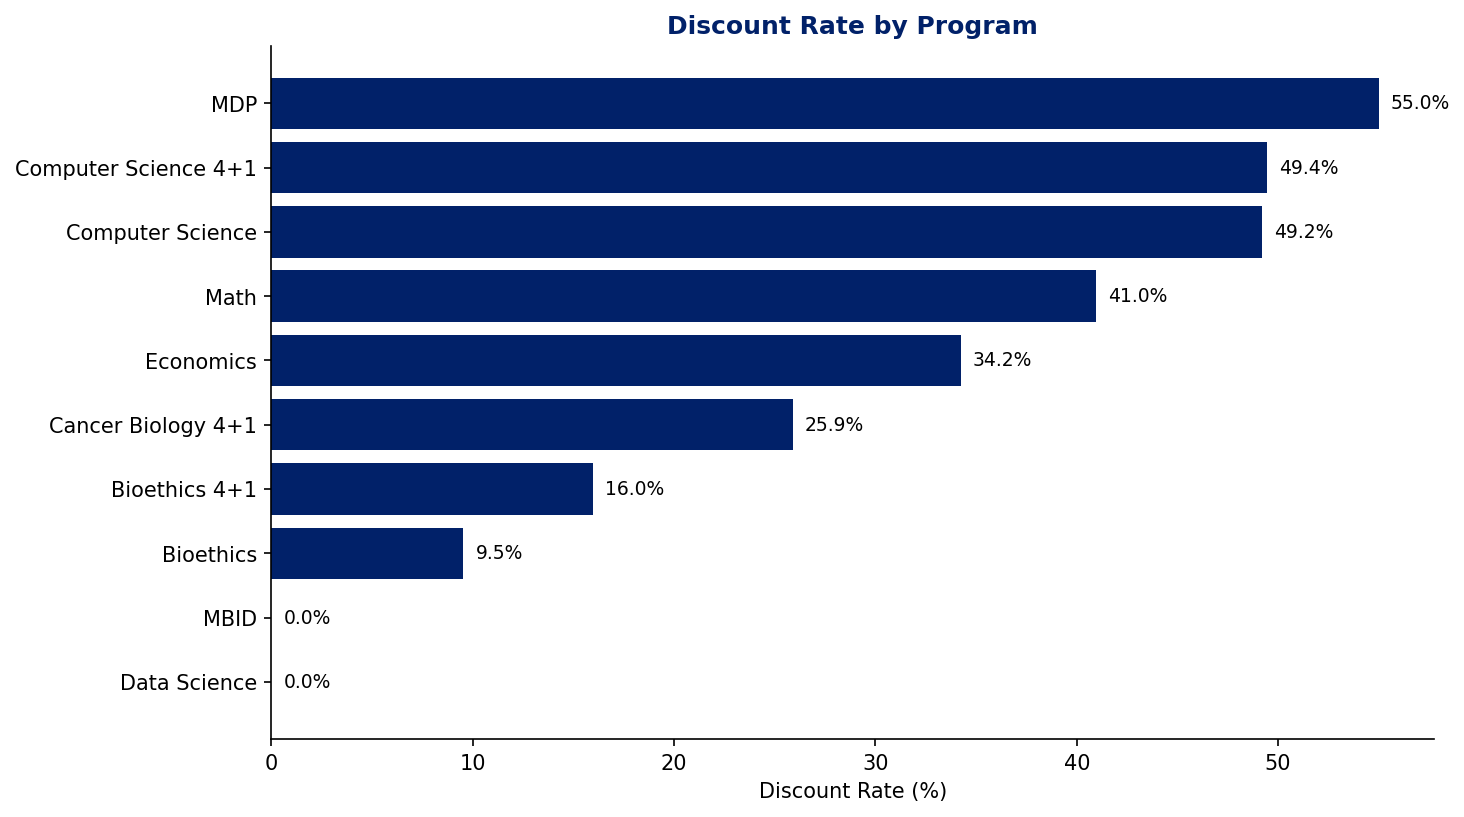 Discount Rate by Program
MDP 55.0%
Computer Science 4+1 49.4%
Computer Science 49.2%
Math 41.0%
Economics 34.2%
Cancer Biology 4+1 25.9%
Bioethics 4+1 16.0%
Bioethics 9.5%
MBID 0.0%
Data Science 0.0%
0 10 20 30 40 50
Discount Rate (%)